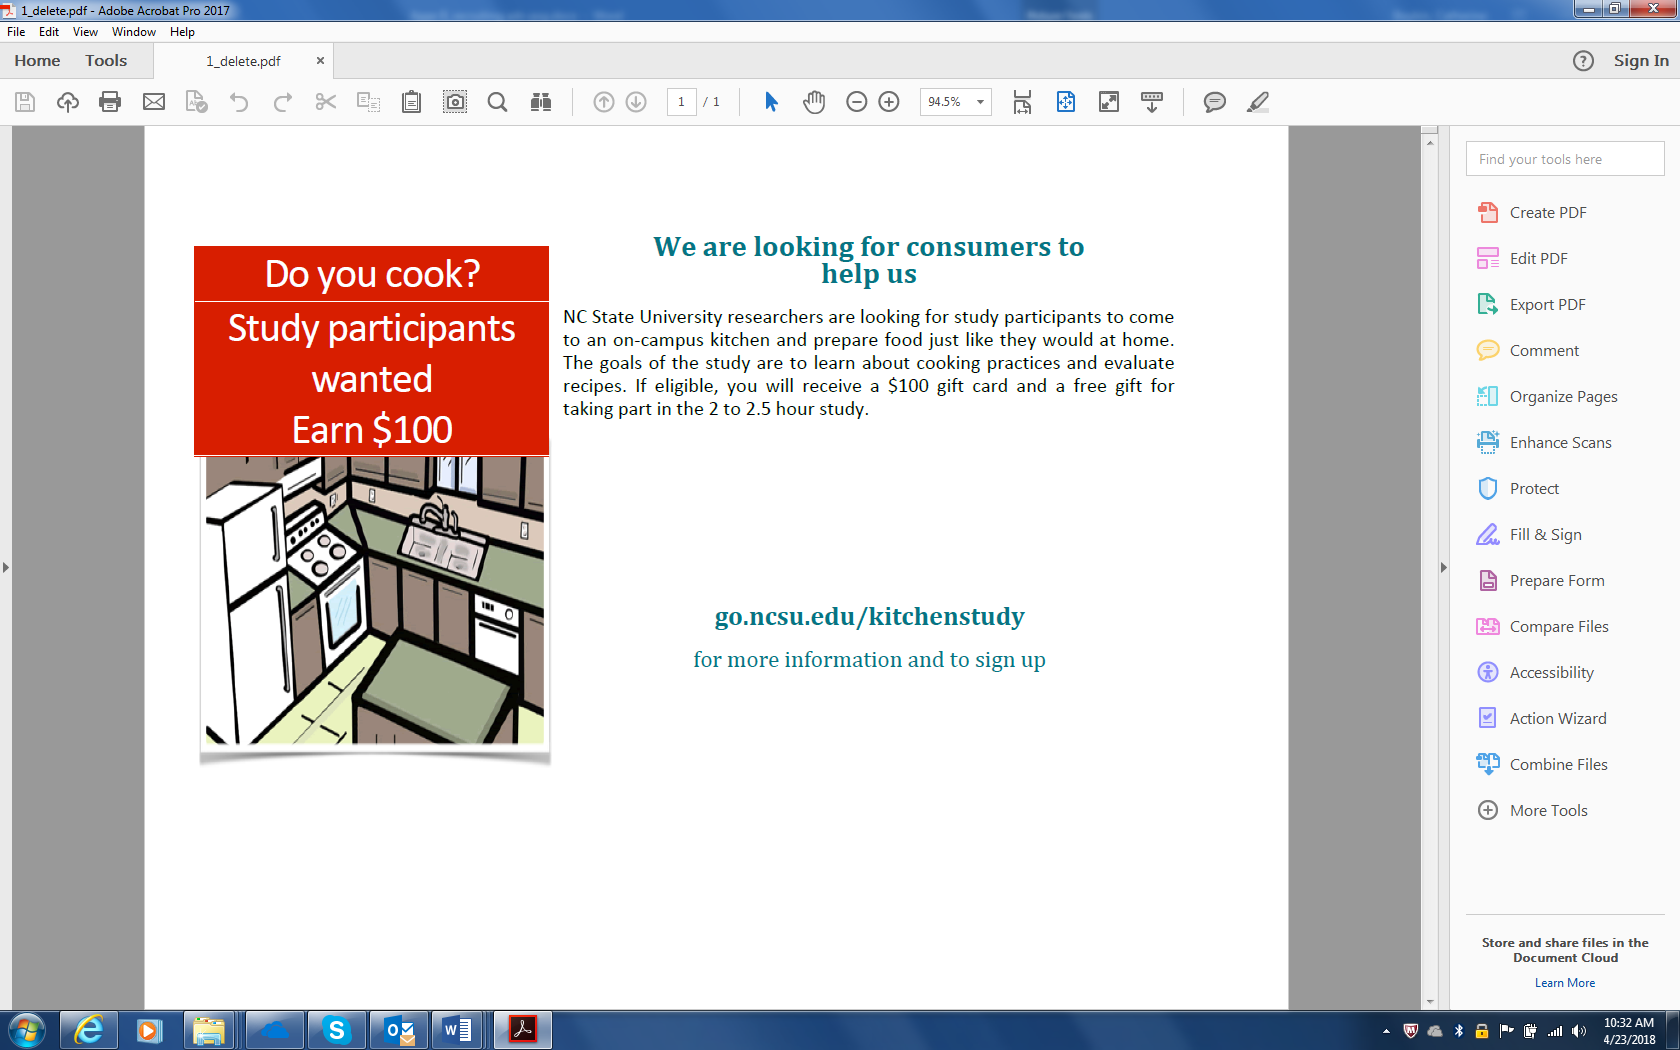 1_delete.pdf - Adobe Acrobat Pro 2017
File Edit View Window Help
Home Tools 1_delete.pdf × ? Sign In
1 / 1 94.5%
Do you cook?
Study participants
wanted
Earn $100
We are looking for consumers to
help us
NC State University researchers are looking for study participants to come
to an on-campus kitchen and prepare food just like they would at home.
The goals of the study are to learn about cooking practices and evaluate
recipes. If eligible, you will receive a $100 gift card and a free gift for
taking part in the 2 to 2.5 hour study.
go.ncsu.edu/kitchenstudy
for more information and to sign up
Find your tools here
Create PDF
Edit PDF
Export PDF
Comment
Organize Pages
Enhance Scans
Protect
Fill & Sign
Prepare Form
Compare Files
Accessibility
Action Wizard
Combine Files
More Tools
Store and share files in the
Document Cloud
Learn More
10:32 AM
4/23/2018